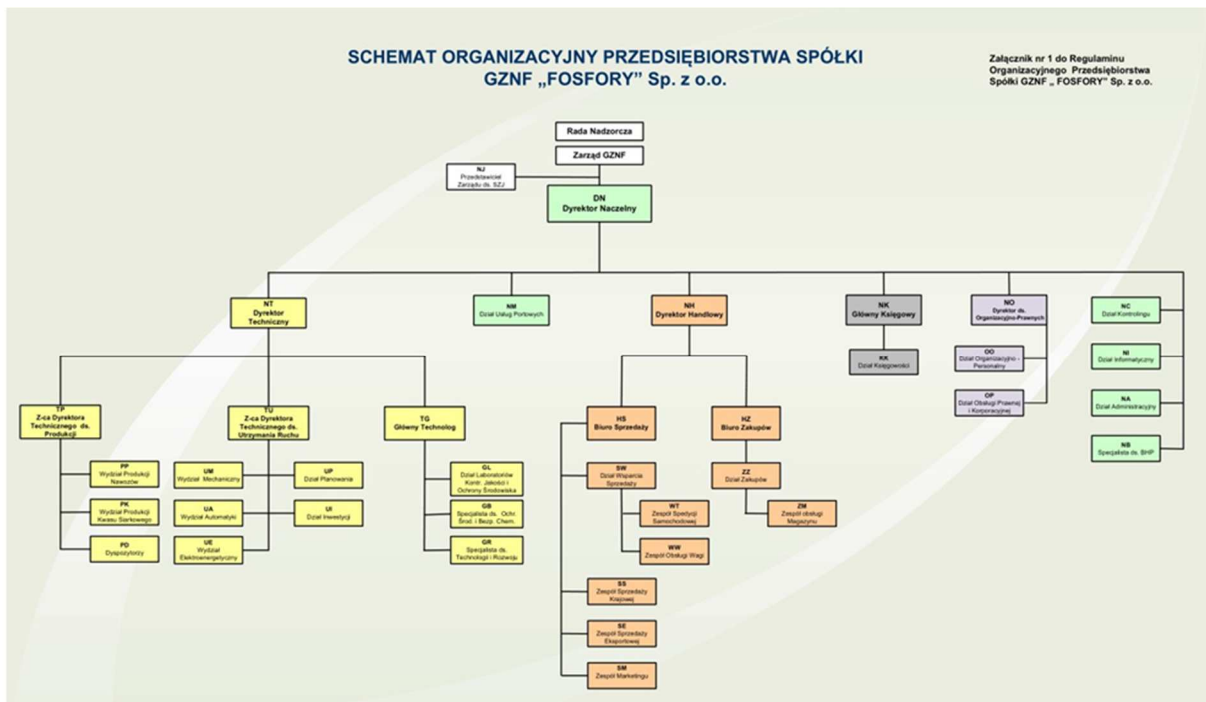 SCHEMAT ORGANIZACYJNY PRZEDSIĘBIORSTWA SPÓŁKI
GZNF „FOSFORY” Sp. z o.o.
Załącznik nr 1 do Regulaminu
Organizacyjnego Przedsiębiorstwa
Spółki GZNF „ FOSFORY” Sp. z o.o.
Rada Nadzorcza
Zarząd GZNF
NJ
Przedstawiciel
Zarządu ds. SZJ
DN
Dyrektor Naczelny
NT
Dyrektor
Techniczny
NM
Dział Usług Portowych
NH
Dyrektor Handlowy
NK
Główny Księgowy
NO
Dyrektor ds.
Organizacyjno-Prawnych
NC
Dział Kontrolingu
KK
Dział Księgowości
OO
Dział Organizacyjno -
Personalny
NI
Dział Informatyczny
OP
Dział Obsługi Prawnej
i Korporacyjnej
NA
Dział Administracyjny
NB
Specjalista ds. BHP
TP
Z-ca Dyrektora
Technicznego ds.
Produkcji
TU
Z-ca Dyrektora
Technicznego ds.
Utrzymania Ruchu
TG
Główny Technolog
HS
Biuro Sprzedaży
HZ
Biuro Zakupów
PP
Wydział Produkcji
Nawozów
UM
Wydział Mechaniczny
UP
Dział Planowania
GL
Dział Laboratoriów
Kontr. Jakości i
Ochrony Środowiska
SW
Dział Wsparcia
Sprzedaży
ZZ
Dział Zakupów
PK
Wydział Produkcji
Kwasu Siarkowego
UA
Wydział Automatyki
UI
Dział Inwestycji
GB
Specjalista ds. Ochr.
Środ. i Bezp. Chem.
WT
Zespół Spedycji
Samochodowej
ZM
Zespół obsługi
Magazynu
PD
Dyspozytorzy
UE
Wydział
Elektroenergetyczny
GR
Specjalista ds.
Technologii i Rozwoju
WW
Zespół Obsługi Wagi
SS
Zespół Sprzedaży
Krajowej
SE
Zespół Sprzedaży
Eksportowej
SM
Zespół Marketingu